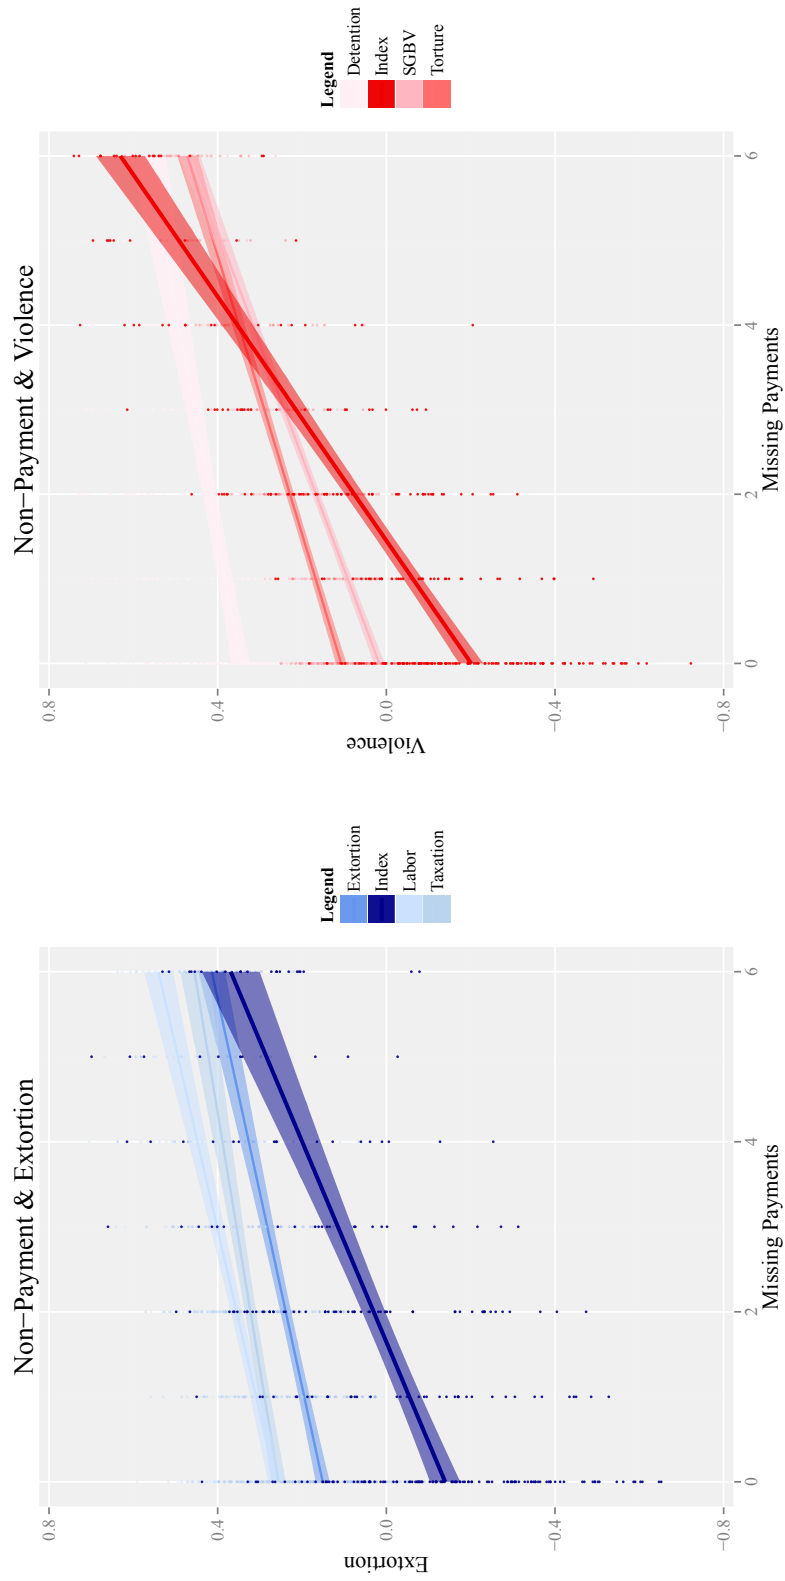 Non−Payment & Extortion
Extortion
0.8
0.4
0.0
−0.4
−0.8
0
2
4
6
Missing Payments
Legend
Extortion
Index
Labor
Taxation
Non−Payment & Violence
Violence
0.8
0.4
0.0
−0.4
−0.8
0
2
4
6
Missing Payments
Legend
Detention
Index
SGBV
Torture